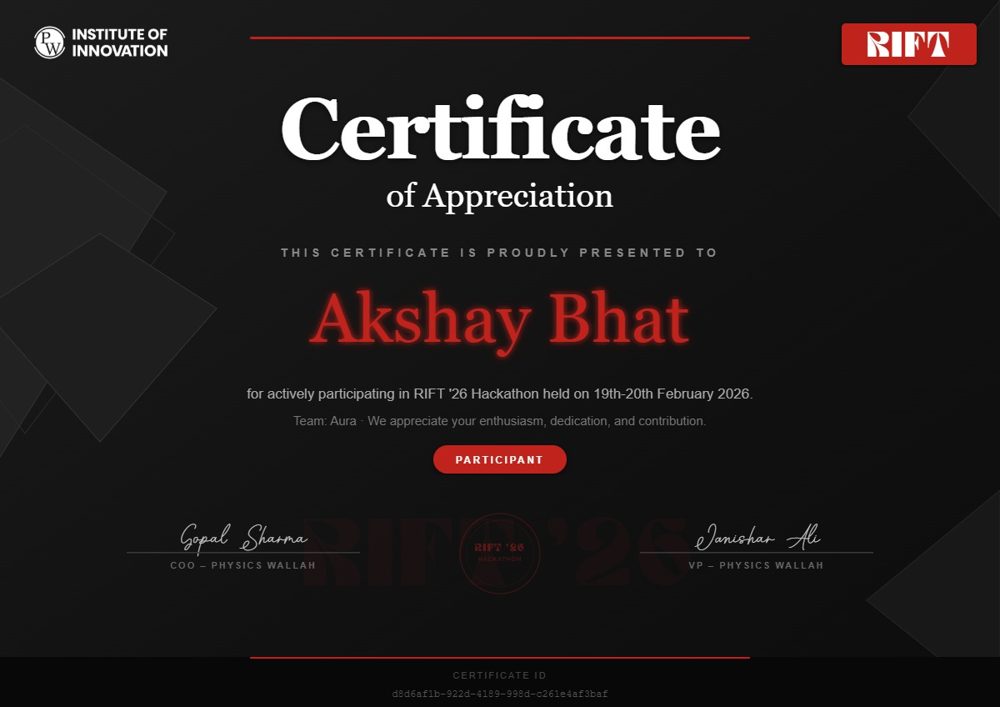 PW INSTITUTE OF
INNOVATION
RIFT
Certificate
of Appreciation
THIS CERTIFICATE IS PROUDLY PRESENTED TO
Akshay Bhat
for actively participating in RIFT '26 Hackathon held on 19th-20th February 2026.
Team: Aura · We appreciate your enthusiasm, dedication, and contribution.
PARTICIPANT
RIFT '26
Gopal Sharma
COO – PHYSICS WALLAH
RIFT '26
HACKATHON
Janishar Ali
VP – PHYSICS WALLAH
CERTIFICATE ID
d8d6af1b-922d-4189-998d-c261e4af3baf